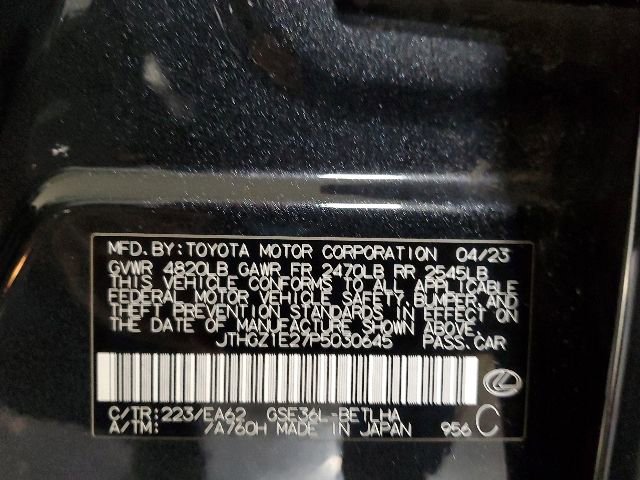 MFD. BY: TOYOTA MOTOR CORPORATION 04/23
GVWR 4820LB GAWR FR 2470LB RR 2545LB
THIS VEHICLE CONFORMS TO ALL APPLICABLE
FEDERAL MOTOR VEHICLE SAFETY, BUMPER, AND
THEFT PREVENTION STANDARDS IN EFFECT ON
THE DATE OF MANUFACTURE SHOWN ABOVE.
JTHGZ1E27P5030645 PASS. CAR
C/TR: 223/EA62 GSE36L-BETLHA
A/TM: /A760H MADE IN JAPAN 956 C